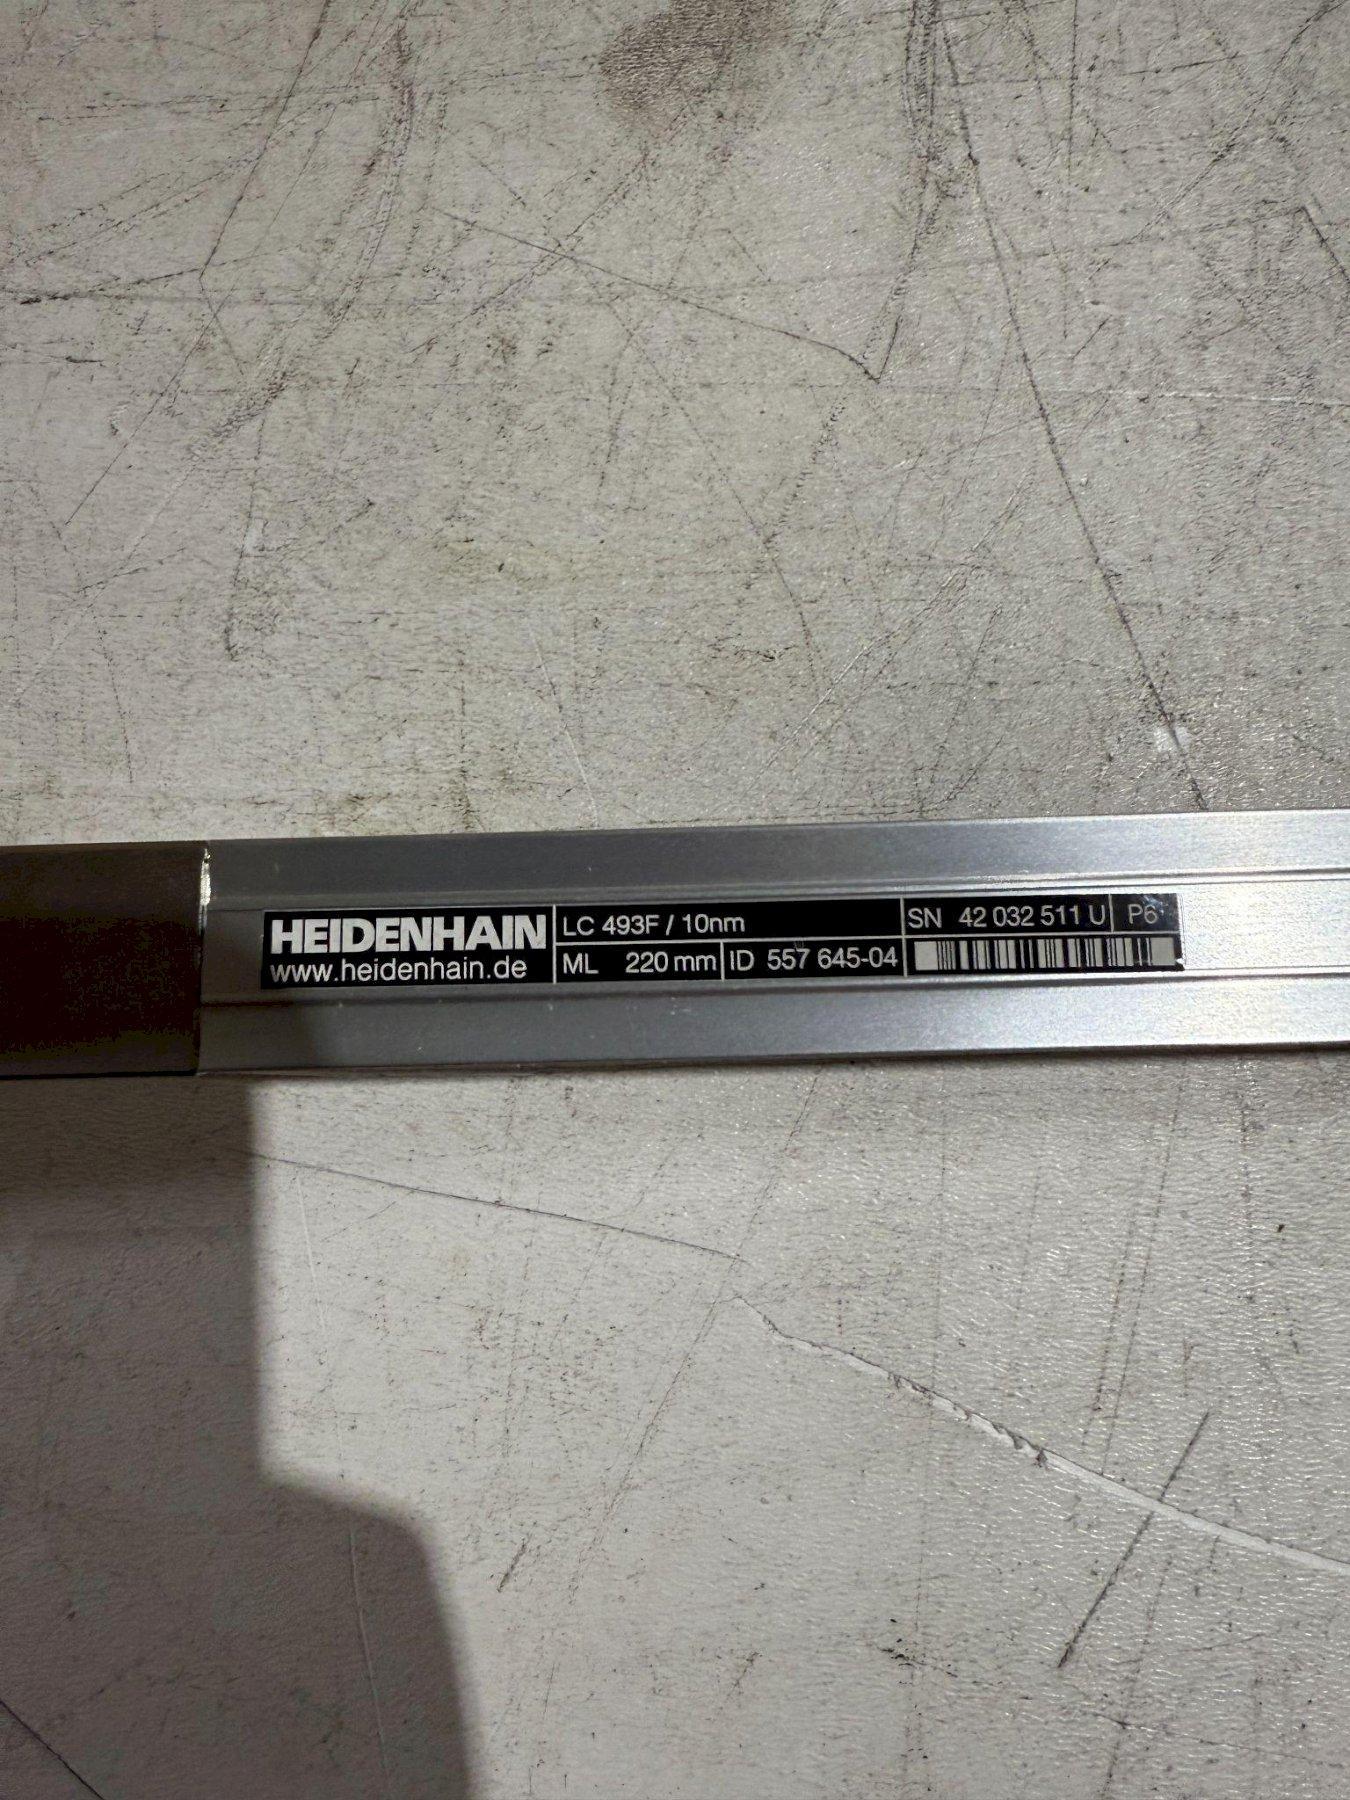 HEIDENHAIN
www.heidenhain.de
LC 493F / 10nm
ML 220 mm
ID 557 645-04
SN 42 032 511 U
P6